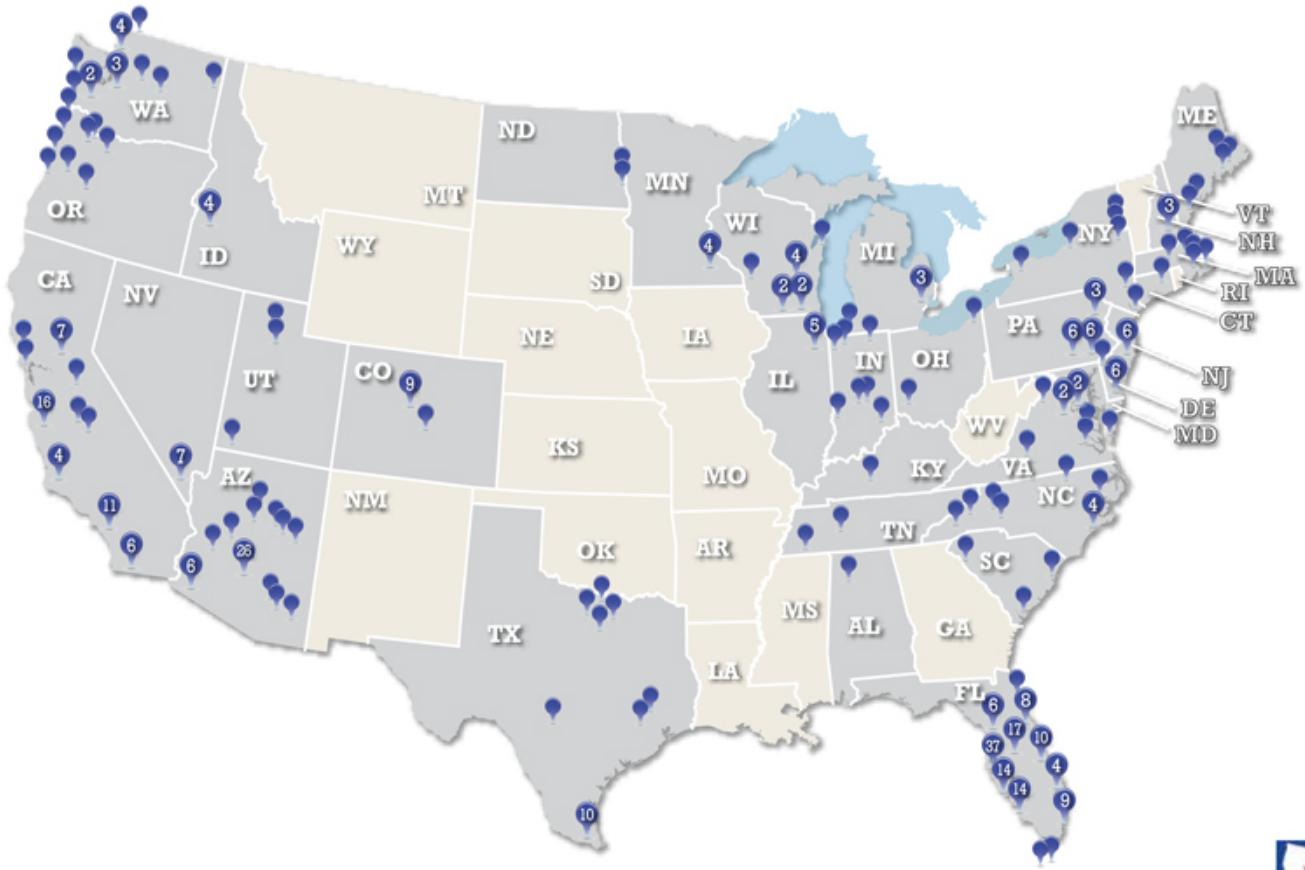 4
3
2
WA
ND
ME
MT
MN
OR
4
ID
WI
4
4
2
2
MI
3
NY
3
VT
NH
MA
RI
CT
NJ
DE
MD
WY
SD
CA
NV
7
UT
CO
9
NE
IA
5
IL
IN
OH
PA
3
6
6
6
6
2
2
WV
16
4
7
11
6
AZ
6
26
NM
KS
MO
KY
VA
NC
4
TN
SC
OK
AR
TX
MS
AL
GA
LA
10
FL
6
8
17
10
37
14
14
4
9